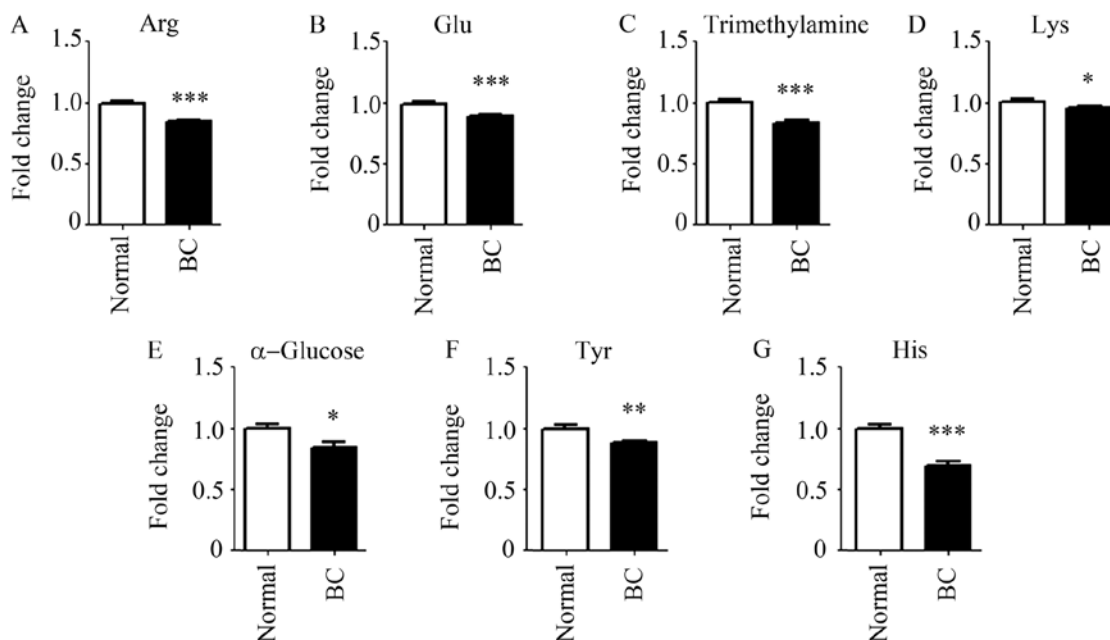 A Arg
1.5
1.0
0.5
0
Fold change
***
Normal
BC
B Glu
1.5
1.0
0.5
0
Fold change
***
Normal
BC
C Trimethylamine
1.5
1.0
0.5
0
Fold change
***
Normal
BC
D Lys
1.5
1.0
0.5
0
Fold change
*
Normal
BC
E α–Glucose
1.5
1.0
0.5
0
Fold change
*
Normal
BC
F Tyr
1.5
1.0
0.5
0
Fold change
**
Normal
BC
G His
1.5
1.0
0.5
0
Fold change
***
Normal
BC